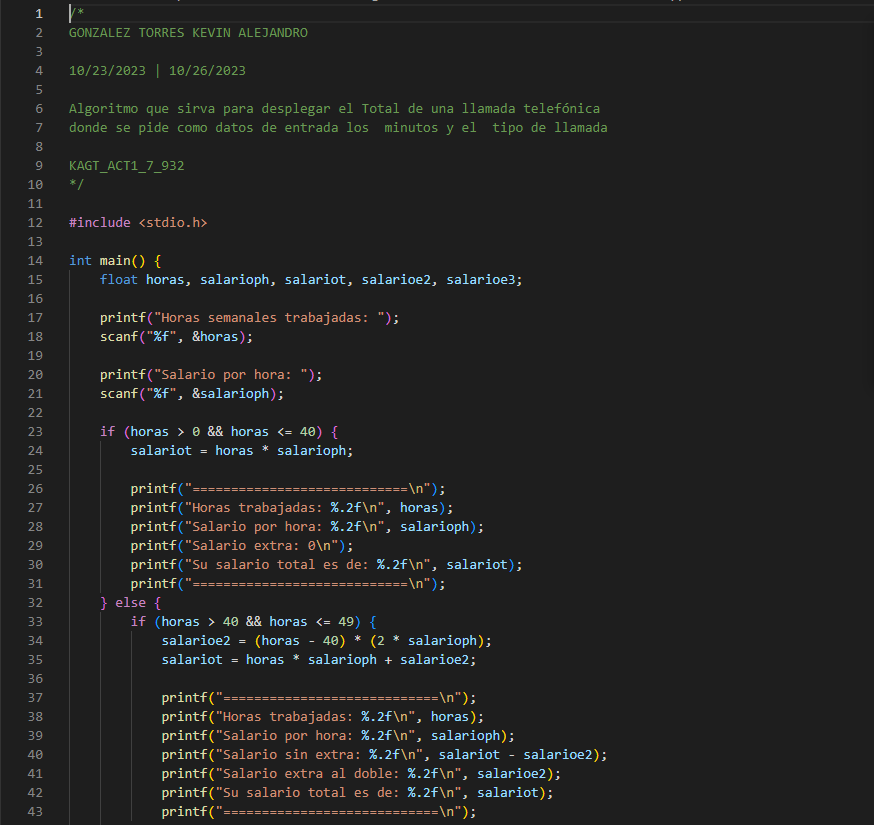 1 /*
2 GONZALEZ TORRES KEVIN ALEJANDRO
3
4 10/23/2023 | 10/26/2023
5
6 Algoritmo que sirva para desplegar el Total de una llamada telefónica
7 donde se pide como datos de entrada los  minutos y el  tipo de llamada
8
9 KAGT_ACT1_7_932
10 */
11
12 #include <stdio.h>
13
14 int main() {
15     float horas, salarioph, salariot, salarioe2, salarioe3;
16
17     printf("Horas semanales trabajadas: ");
18     scanf("%f", &horas);
19
20     printf("Salario por hora: ");
21     scanf("%f", &salarioph);
22
23     if (horas > 0 && horas <= 40) {
24         salariot = horas * salarioph;
25
26         printf("============================\n");
27         printf("Horas trabajadas: %.2f\n", horas);
28         printf("Salario por hora: %.2f\n", salarioph);
29         printf("Salario extra: 0\n");
30         printf("Su salario total es de: %.2f\n", salariot);
31         printf("============================\n");
32     } else {
33         if (horas > 40 && horas <= 49) {
34             salarioe2 = (horas - 40) * (2 * salarioph);
35             salariot = horas * salarioph + salarioe2;
36
37             printf("============================\n");
38             printf("Horas trabajadas: %.2f\n", horas);
39             printf("Salario por hora: %.2f\n", salarioph);
40             printf("Salario sin extra: %.2f\n", salariot - salarioe2);
41             printf("Salario extra al doble: %.2f\n", salarioe2);
42             printf("Su salario total es de: %.2f\n", salariot);
43             printf("============================\n");